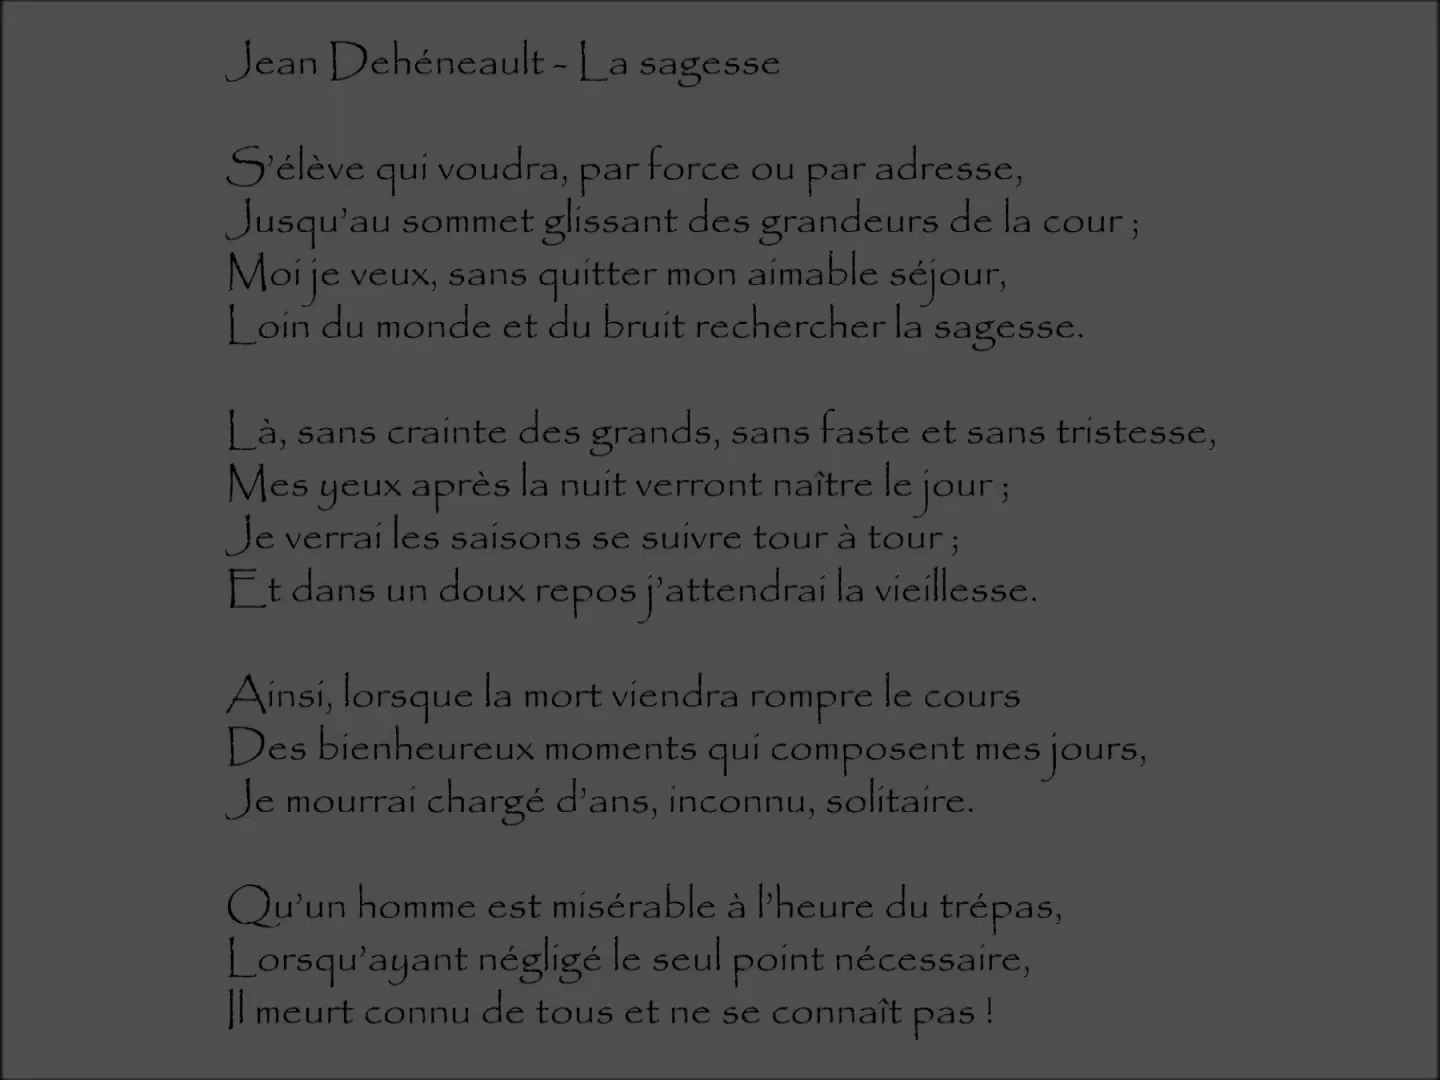 Jean Dehéneault - La sagesse
S'élève qui voudra, par force ou par adresse,
Jusqu'au sommet glissant des grandeurs de la cour ;
Moi je veux, sans quitter mon aimable séjour,
Loin du monde et du bruit rechercher la sagesse.
Là, sans crainte des grands, sans faste et sans tristesse,
Mes yeux après la nuit verront naître le jour ;
Je verrai les saisons se suivre tour à tour ;
Et dans un doux repos j'attendrai la vieillesse.
Ainsi, lorsque la mort viendra rompre le cours
Des bienheureux moments qui composent mes jours,
Je mourrai chargé d'ans, inconnu, solitaire.
Qu'un homme est misérable à l'heure du trépas,
Lorsqu'ayant négligé le seul point nécessaire,
Il meurt connu de tous et ne se connaît pas !